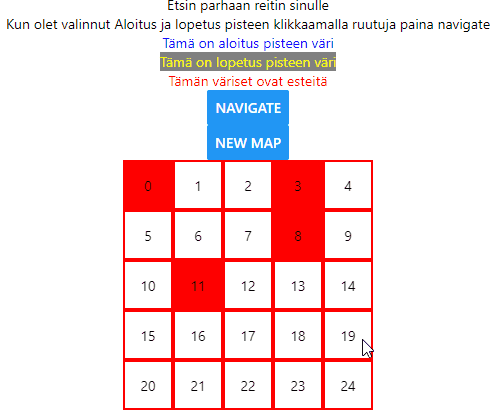 Etsin parhaan reitin sinulle
Kun olet valinnut Aloitus ja lopetus pisteen klikkaamalla ruutuja paina navigate
Tämä on aloitus pisteen väri
Tämä on lopetus pisteen väri
Tämän väriset ovat esteitä
NAVIGATE
NEW MAP
0 1 2 3 4
5 6 7 8 9
10 11 12 13 14
15 16 17 18 19
20 21 22 23 24